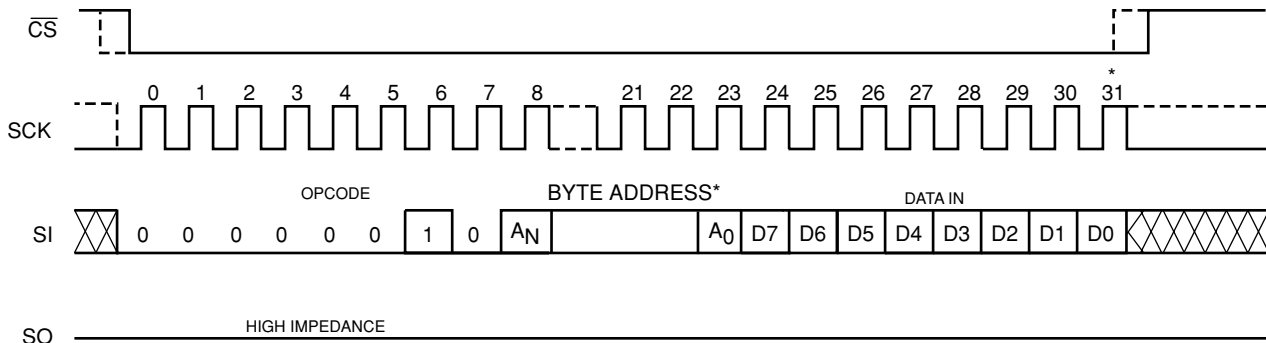 CS
*
0 1 2 3 4 5 6 7 8 21 22 23 24 25 26 27 28 29 30 31
SCK
OPCODE BYTE ADDRESS* DATA IN
SI 0 0 0 0 0 0 1 0 AN A0 D7 D6 D5 D4 D3 D2 D1 D0
HIGH IMPEDANCE
SO